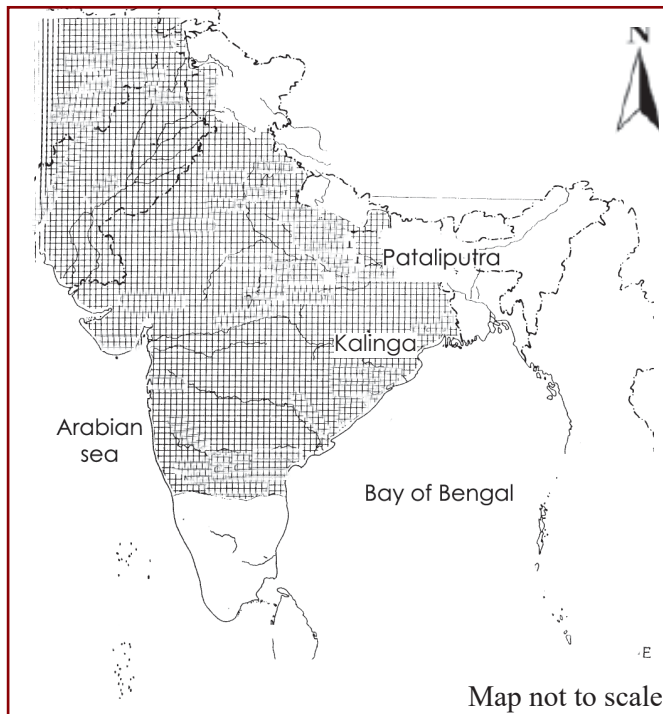 N
Pataliputra
Kalinga
Arabian
sea
Bay of Bengal
E
Map not to scale